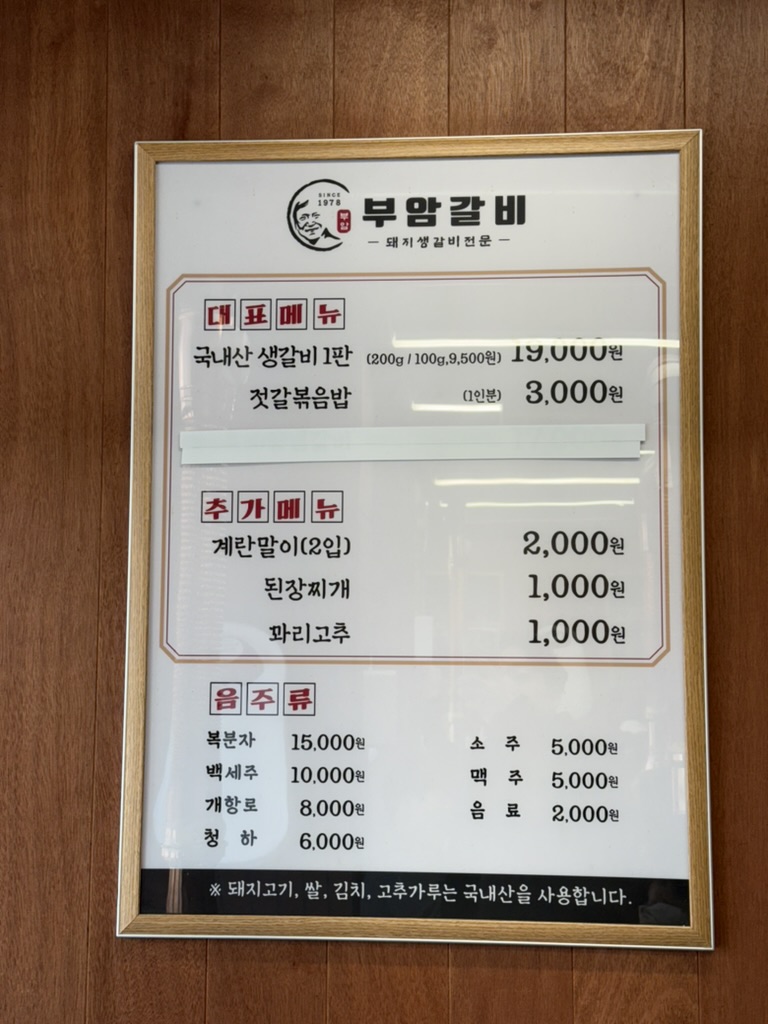 SINCE
1978
부암
부암갈비
— 돼지생갈비전문 —
대표메뉴
국내산 생갈비 1판 (200g / 100g,9,500원) 19,000원
젓갈볶음밥 (1인분) 3,000원
추가메뉴
계란말이(2입) 2,000원
된장찌개 1,000원
꽈리고추 1,000원
음주류
복분자 15,000원 소 주 5,000원
백세주 10,000원 맥 주 5,000원
개항로 8,000원 음 료 2,000원
청 하 6,000원
※ 돼지고기, 쌀, 김치, 고추가루는 국내산을 사용합니다.